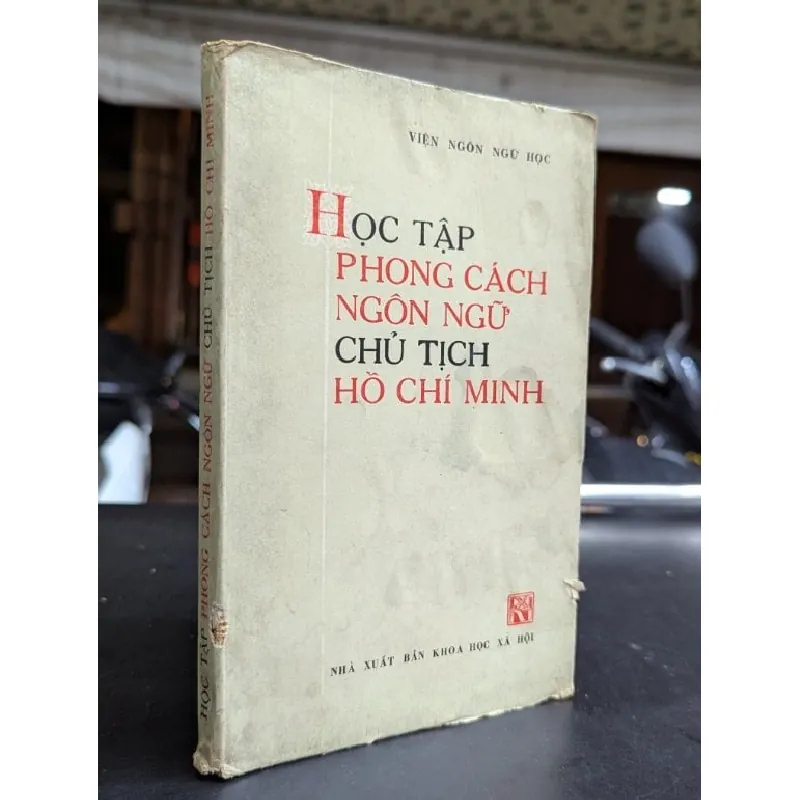 VIỆN NGÔN NGỮ HỌC
HỌC TẬP
PHONG CÁCH
NGÔN NGỮ
CHỦ TỊCH
HỒ CHÍ MINH
NHÀ XUẤT BẢN KHOA HỌC XÃ HỘI
HỌC TẬP PHONG CÁCH NGÔN NGỮ CHỦ TỊCH HỒ CHÍ MINH